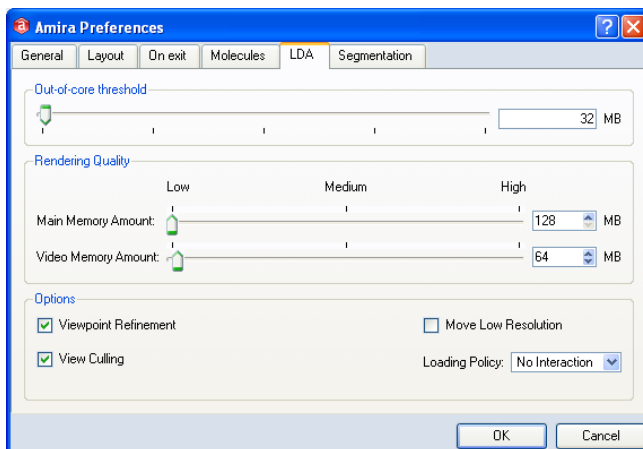 Amira Preferences
General Layout On exit Molecules LDA Segmentation
Out-of-core threshold
32 MB
Rendering Quality
Low Medium High
Main Memory Amount: 128 MB
Video Memory Amount: 64 MB
Options
Viewpoint Refinement Move Low Resolution
View Culling Loading Policy: No Interaction
OK Cancel